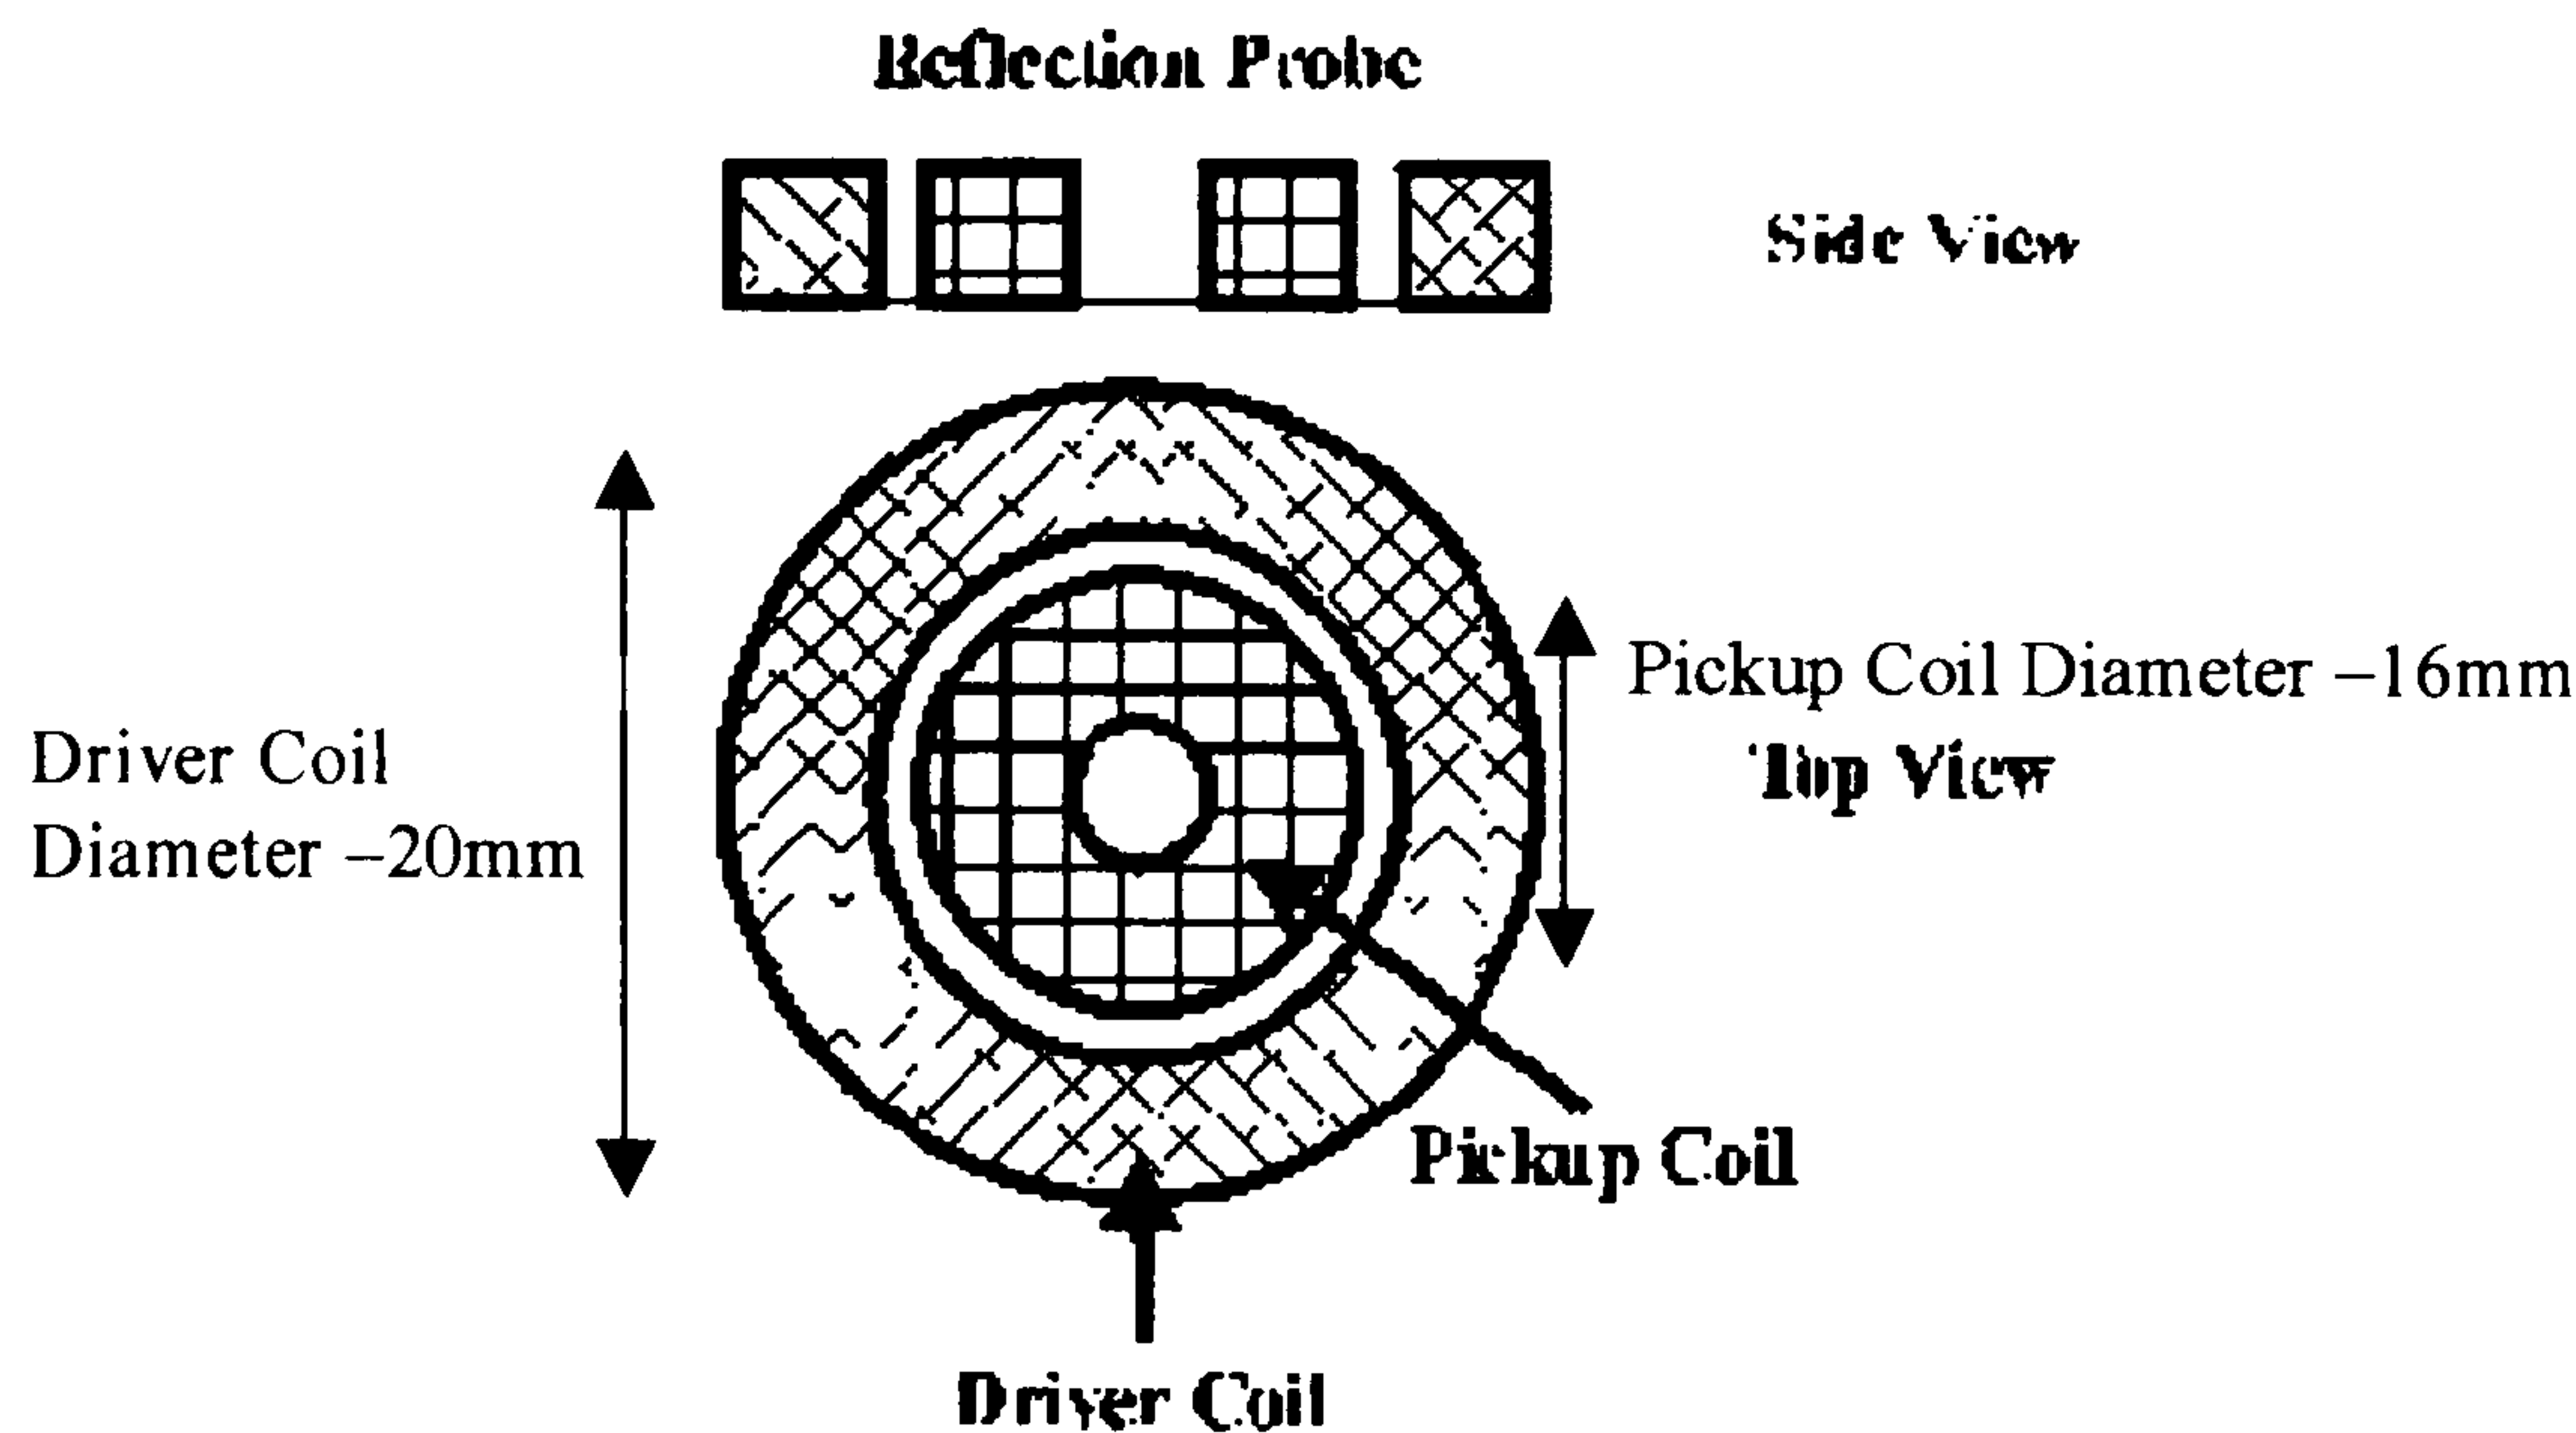 Reflection Probe
Side View
Pickup Coil Diameter –16mm
Top View
Driver Coil
Diameter –20mm
Pickup Coil
Driver Coil